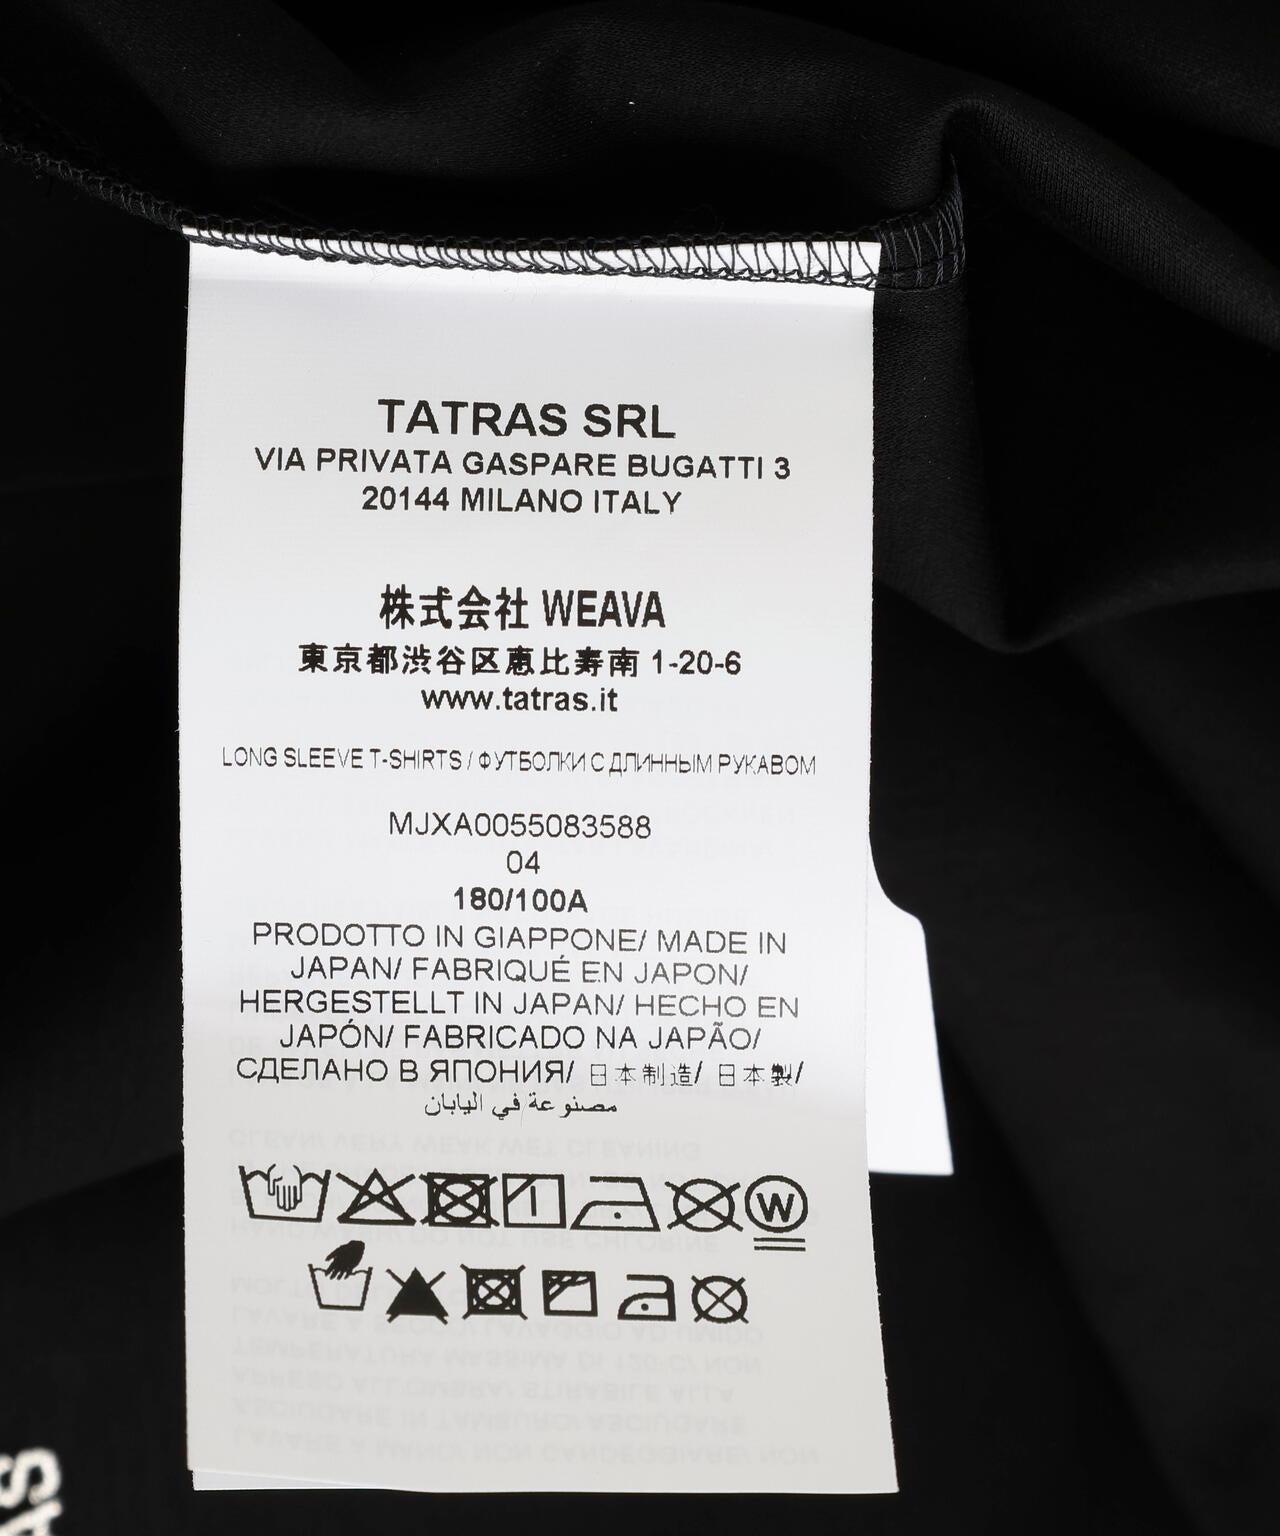 TATRAS SRL
VIA PRIVATA GASPARE BUGATTI 3
20144 MILANO ITALY
株式会社 WEAVA
東京都渋谷区恵比寿南 1-20-6
www.tatras.it
LONG SLEEVE T-SHIRTS / ФУТБОЛКИ С ДЛИННЫМ РУКАВОМ
MJXA0055083588
04
180/100A
PRODOTTO IN GIAPPONE/ MADE IN
JAPAN/ FABRIQUÉ EN JAPON/
HERGESTELLT IN JAPAN/ HECHO EN
JAPÓN/ FABRICADO NA JAPÃO/
СДЕЛАНО В ЯПОНИЯ/ 日本制造/ 日本製/
مصنوعة في اليابان
W
AS